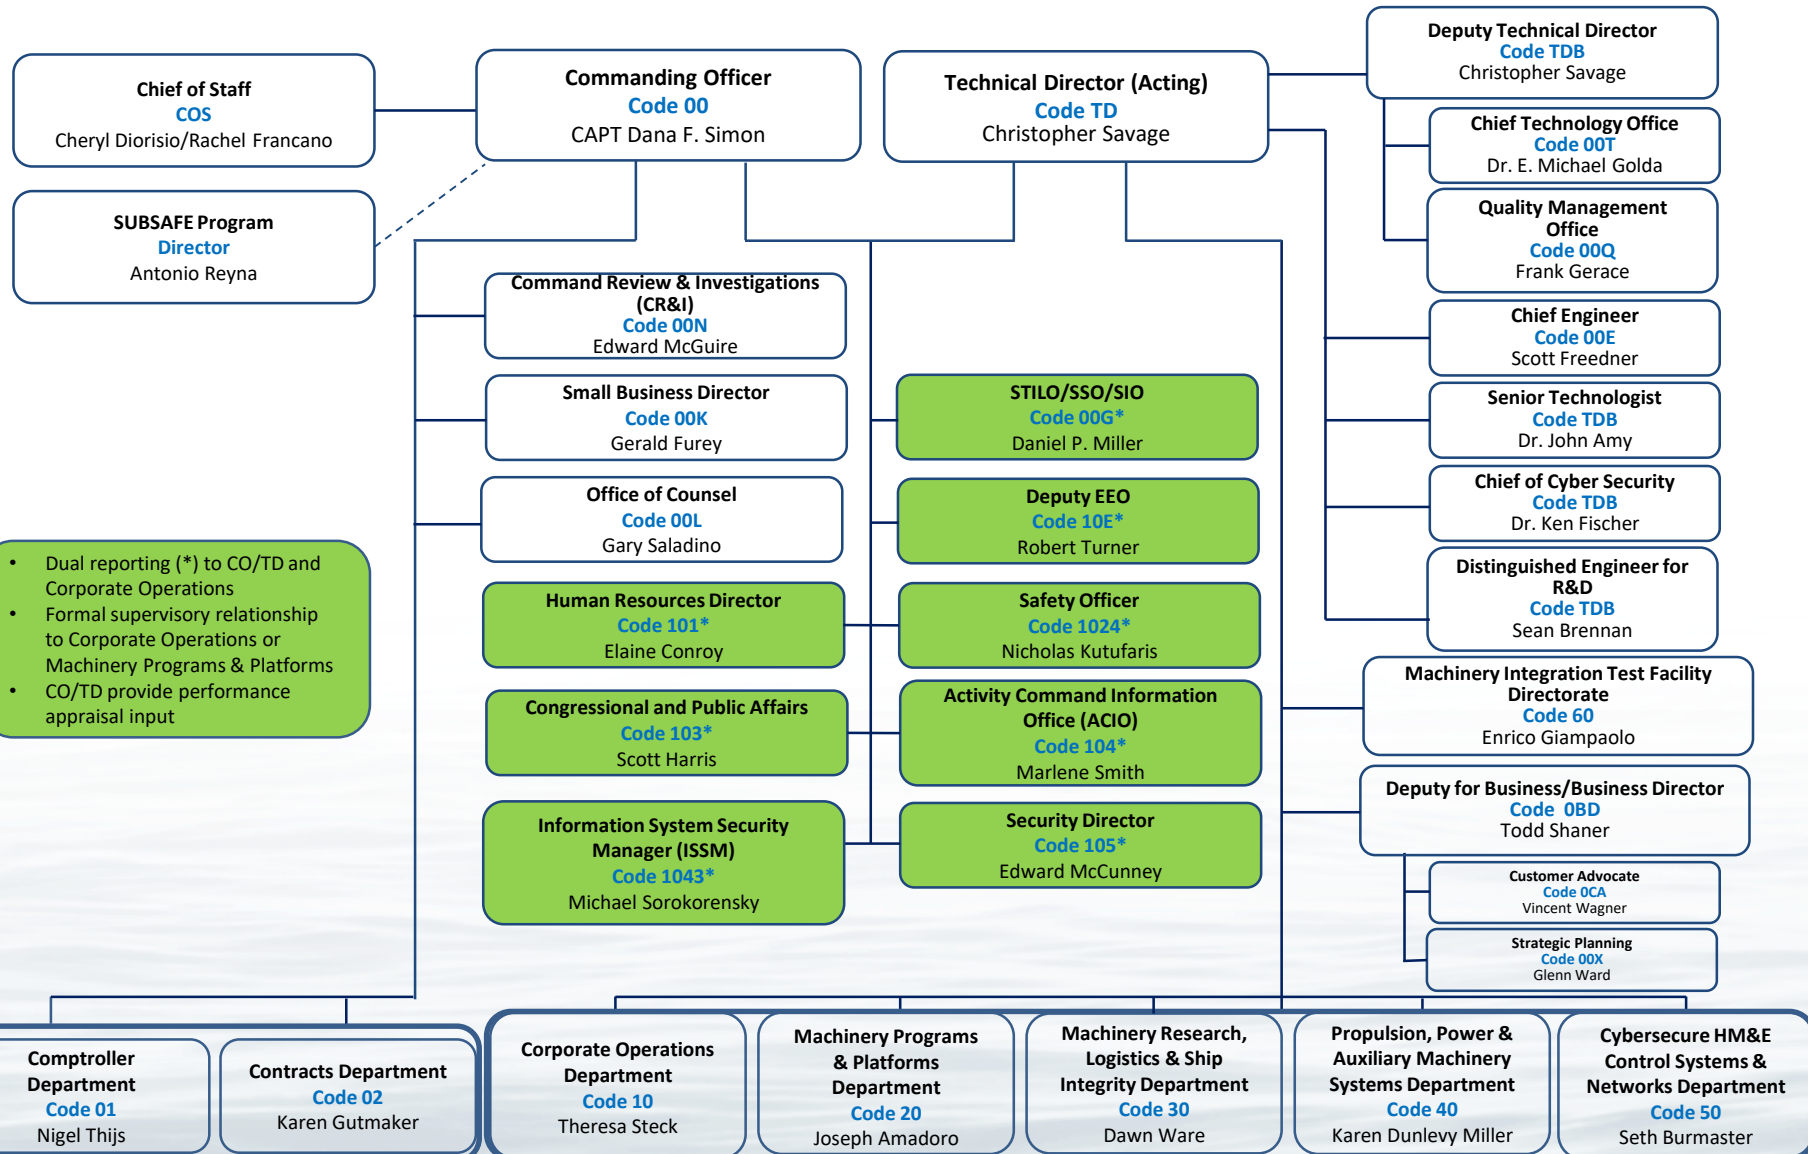 Chief of Staff
COS
Cheryl Diorisio/Rachel Francano
Commanding Officer
Code 00
CAPT Dana F. Simon
Technical Director (Acting)
Code TD
Christopher Savage
Deputy Technical Director
Code TDB
Christopher Savage
SUBSAFE Program
Director
Antonio Reyna
Chief Technology Office
Code 00T
Dr. E. Michael Golda
Quality Management
Office
Code 00Q
Frank Gerace
Command Review & Investigations
(CR&I)
Code 00N
Edward McGuire
Chief Engineer
Code 00E
Scott Freedner
Small Business Director
Code 00K
Gerald Furey
STILO/SSO/SIO
Code 00G*
Daniel P. Miller
Senior Technologist
Code TDB
Dr. John Amy
Office of Counsel
Code 00L
Gary Saladino
Deputy EEO
Code 10E*
Robert Turner
Chief of Cyber Security
Code TDB
Dr. Ken Fischer
• Dual reporting (*) to CO/TD and
Corporate Operations
• Formal supervisory relationship
to Corporate Operations or
Machinery Programs & Platforms
• CO/TD provide performance
appraisal input
Human Resources Director
Code 101*
Elaine Conroy
Safety Officer
Code 1024*
Nicholas Kutufaris
Distinguished Engineer for
R&D
Code TDB
Sean Brennan
Congressional and Public Affairs
Code 103*
Scott Harris
Activity Command Information
Office (ACIO)
Code 104*
Marlene Smith
Machinery Integration Test Facility
Directorate
Code 60
Enrico Giampaolo
Information System Security
Manager (ISSM)
Code 1043*
Michael Sorokorensky
Security Director
Code 105*
Edward McCunney
Deputy for Business/Business Director
Code 0BD
Todd Shaner
Customer Advocate
Code 0CA
Vincent Wagner
Strategic Planning
Code 00X
Glenn Ward
Comptroller
Department
Code 01
Nigel Thijs
Contracts Department
Code 02
Karen Gutmaker
Corporate Operations
Department
Code 10
Theresa Steck
Machinery Programs
& Platforms
Department
Code 20
Joseph Amadoro
Machinery Research,
Logistics & Ship
Integrity Department
Code 30
Dawn Ware
Propulsion, Power &
Auxiliary Machinery
Systems Department
Code 40
Karen Dunlevy Miller
Cybersecure HM&E
Control Systems &
Networks Department
Code 50
Seth Burmaster